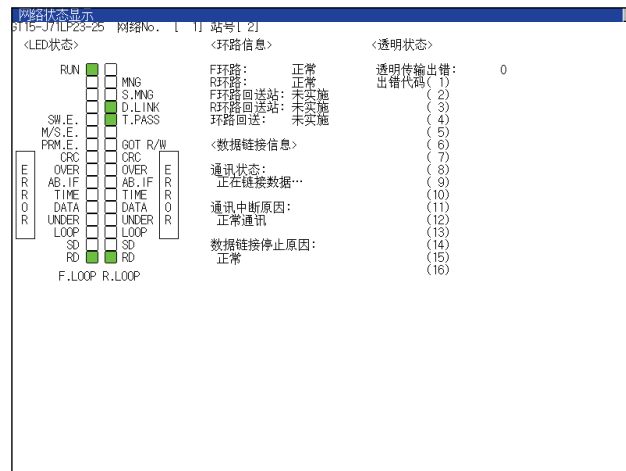 网络状态显示
GT15-J71LP23-25 网络No. [ 1] 站号[ 2]
〈LED状态〉 〈环路信息〉 〈透明状态〉
RUN F环路: 正常 透明传输出错: 0
MNG R环路: 正常 出错代码( 1)
S.MNG F环路回送站: 未实施 ( 2)
D.LINK R环路回送站: 未实施 ( 3)
SW.E. T.PASS 环路回送: 未实施 ( 4)
M/S.E. ( 5)
PRM.E. GOT R/W 〈数据链接信息〉 ( 6)
CRC CRC ( 7)
E OVER OVER E 通讯状态: ( 8)
R AB.IF AB.IF R 正在链接数据… ( 9)
R TIME TIME R (10)
O DATA DATA O 通讯中断原因: (11)
R UNDER UNDER R 正常通讯 (12)
LOOP LOOP (13)
SD SD 数据链接停止原因: (14)
RD RD 正常 (15)
(16)
F.LOOP R.LOOP